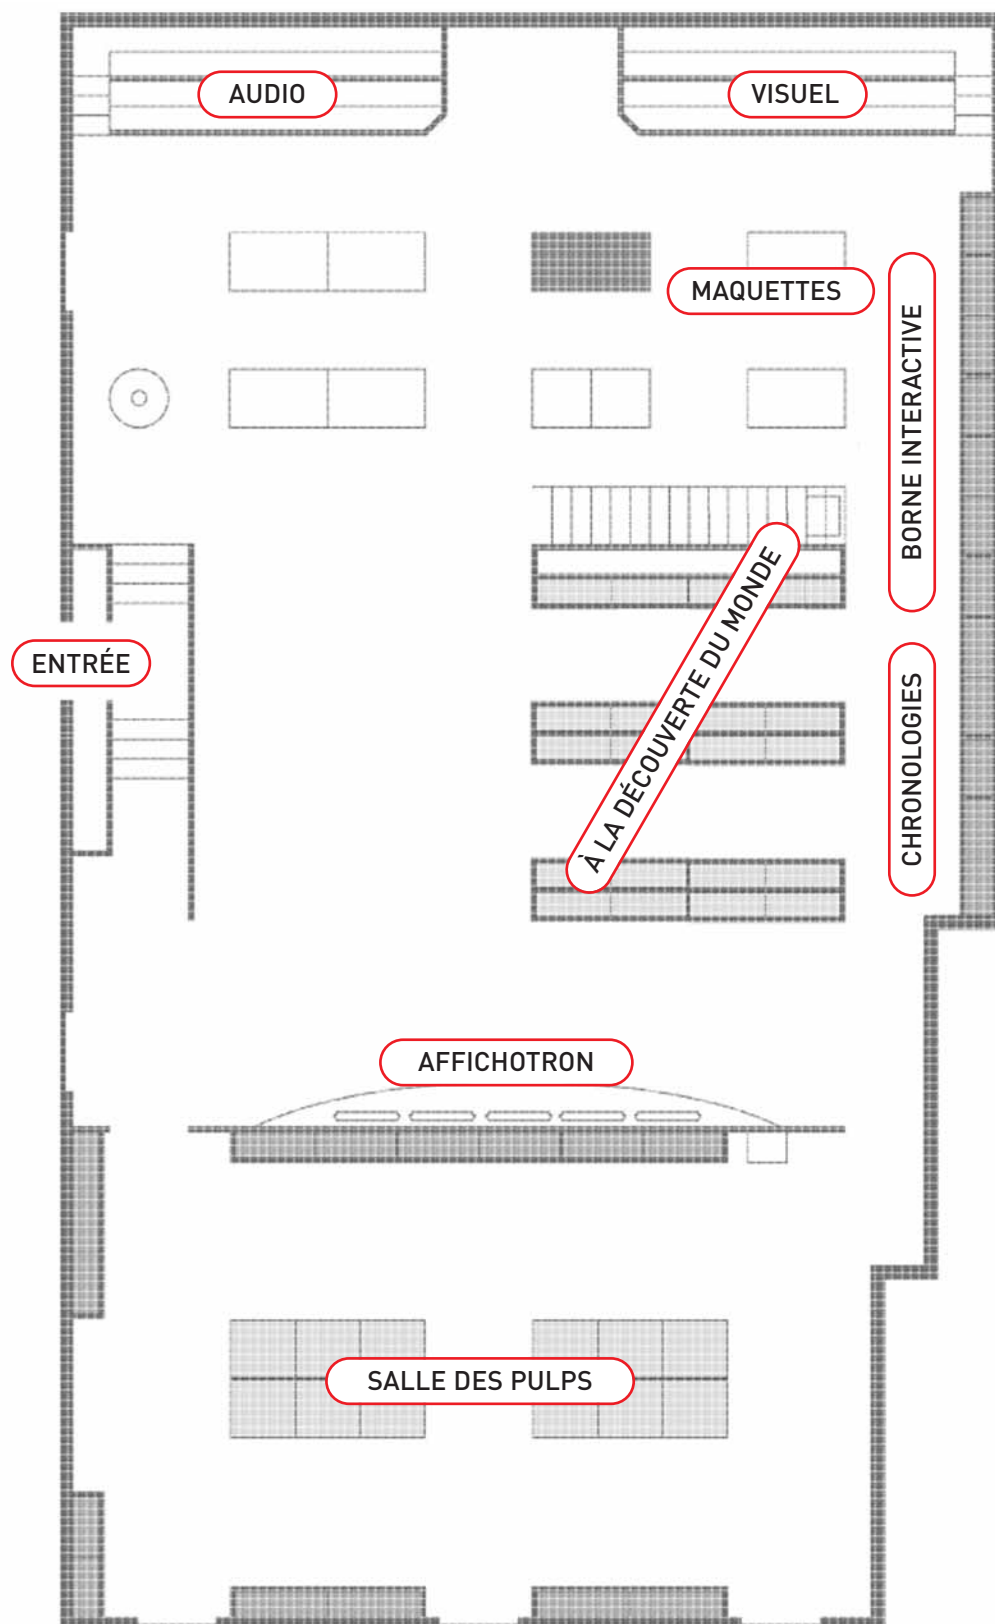 AUDIO
VISUEL
MAQUETTES
BORNE INTERACTIVE
À LA DÉCOUVERTE DU MONDE
ENTRÉE
CHRONOLOGIES
AFFICHOTRON
SALLE DES PULPS